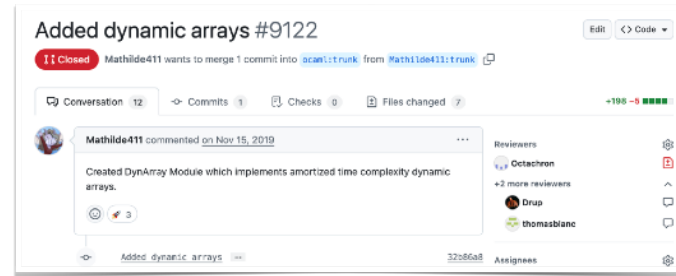 Added dynamic arrays #9122
Edit
<> Code
Closed
Mathilde411 wants to merge 1 commit into ocaml:trunk from Mathilde411:trunk
Conversation 12
Commits 1
Checks 0
Files changed 7
+198 −5
Mathilde411 commented on Nov 15, 2019
...
Created DynArray Module which implements amortized time complexity dynamic
arrays.
3
Added dynamic arrays ...
32b86a8
Reviewers
Octachron
+2 more reviewers
Drup
thomasblanc
Assignees